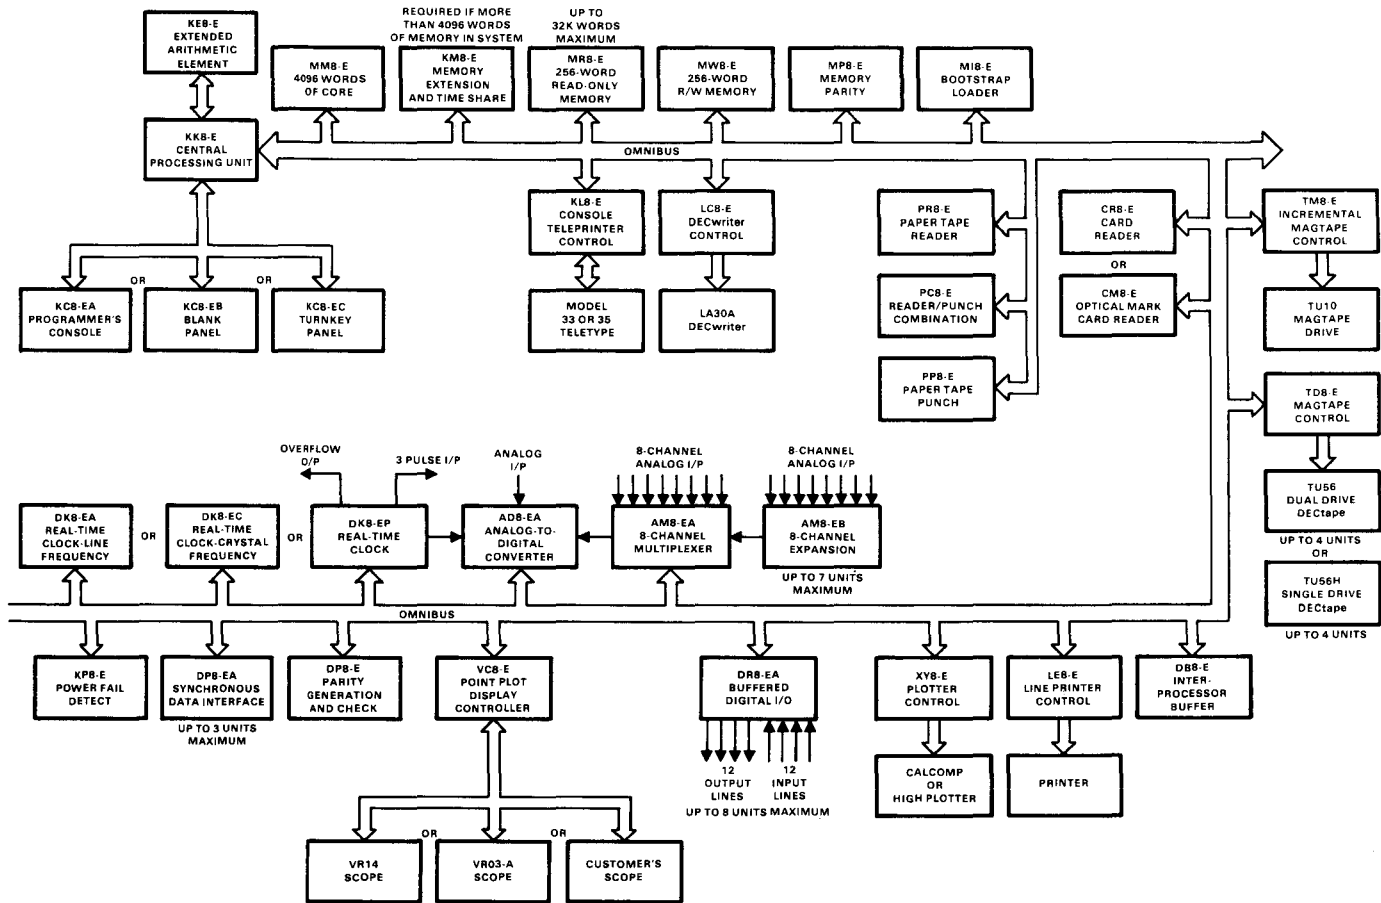 KE8-E
EXTENDED
ARITHMETIC
ELEMENT
MM8-E
4096 WORDS
OF CORE
REQUIRED IF MORE
THAN 4096 WORDS
OF MEMORY IN SYSTEM
KM8-E
MEMORY
EXTENSION
AND TIME SHARE
UP TO
32K WORDS
MAXIMUM
MR8-E
256-WORD
READ-ONLY
MEMORY
MW8-E
256-WORD
R/W MEMORY
MP8-E
MEMORY
PARITY
MI8-E
BOOTSTRAP
LOADER
KK8-E
CENTRAL
PROCESSING UNIT
OMNIBUS
KL8-E
CONSOLE
TELEPRINTER
CONTROL
LC8-E
DECwriter
CONTROL
PR8-E
PAPER TAPE
READER
CR8-E
CARD
READER
TM8-E
INCREMENTAL
MAGTAPE
CONTROL
KC8-EA
PROGRAMMER'S
CONSOLE
OR
KC8-EB
BLANK
PANEL
OR
KC8-EC
TURNKEY
PANEL
MODEL
33 OR 35
TELETYPE
LA30A
DECwriter
PC8-E
READER/PUNCH
COMBINATION
OR
CM8-E
OPTICAL MARK
CARD READER
TU10
MAGTAPE
DRIVE
PP8-E
PAPER TAPE
PUNCH
TD8-E
MAGTAPE
CONTROL
OVERFLOW
O/P
3 PULSE I/P
ANALOG
I/P
8-CHANNEL
ANALOG I/P
8-CHANNEL
ANALOG I/P
DK8-EA
REAL-TIME
CLOCK-LINE
FREQUENCY
OR
DK8-EC
REAL-TIME
CLOCK-CRYSTAL
FREQUENCY
OR
DK8-EP
REAL-TIME
CLOCK
AD8-EA
ANALOG-TO-
DIGITAL
CONVERTER
AM8-EA
8-CHANNEL
MULTIPLEXER
AM8-EB
8-CHANNEL
EXPANSION
UP TO 7 UNITS
MAXIMUM
TU56
DUAL DRIVE
DECtape
UP TO 4 UNITS
OR
TU56H
SINGLE DRIVE
DECtape
UP TO 4 UNITS
OMNIBUS
KP8-E
POWER FAIL
DETECT
DP8-EA
SYNCHRONOUS
DATA INTERFACE
UP TO 3 UNITS
MAXIMUM
DP8-E
PARITY
GENERATION
AND CHECK
VC8-E
POINT PLOT
DISPLAY
CONTROLLER
DR8-EA
BUFFERED
DIGITAL I/O
12
OUTPUT
LINES
12
INPUT
LINES
UP TO 8 UNITS MAXIMUM
XY8-E
PLOTTER
CONTROL
LE8-E
LINE PRINTER
CONTROL
DB8-E
INTER-
PROCESSOR
BUFFER
CALCOMP
OR
HIGH PLOTTER
PRINTER
VR14
SCOPE
OR
VR03-A
SCOPE
OR
CUSTOMER'S
SCOPE